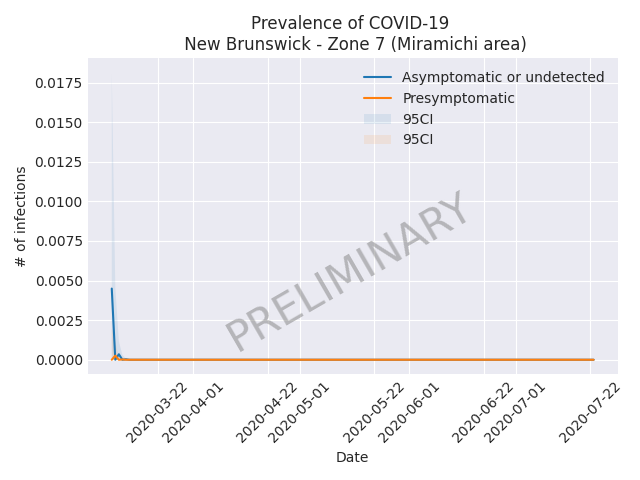 Prevalence of COVID-19
New Brunswick - Zone 7 (Miramichi area)
Asymptomatic or undetected
Presymptomatic
95CI
95CI
0.0175
0.0150
0.0125
0.0100
0.0075
0.0050
0.0025
0.0000
# of infections
PRELIMINARY
2020-03-22
2020-04-01
2020-04-22
2020-05-01
2020-05-22
2020-06-01
2020-06-22
2020-07-01
2020-07-22
Date